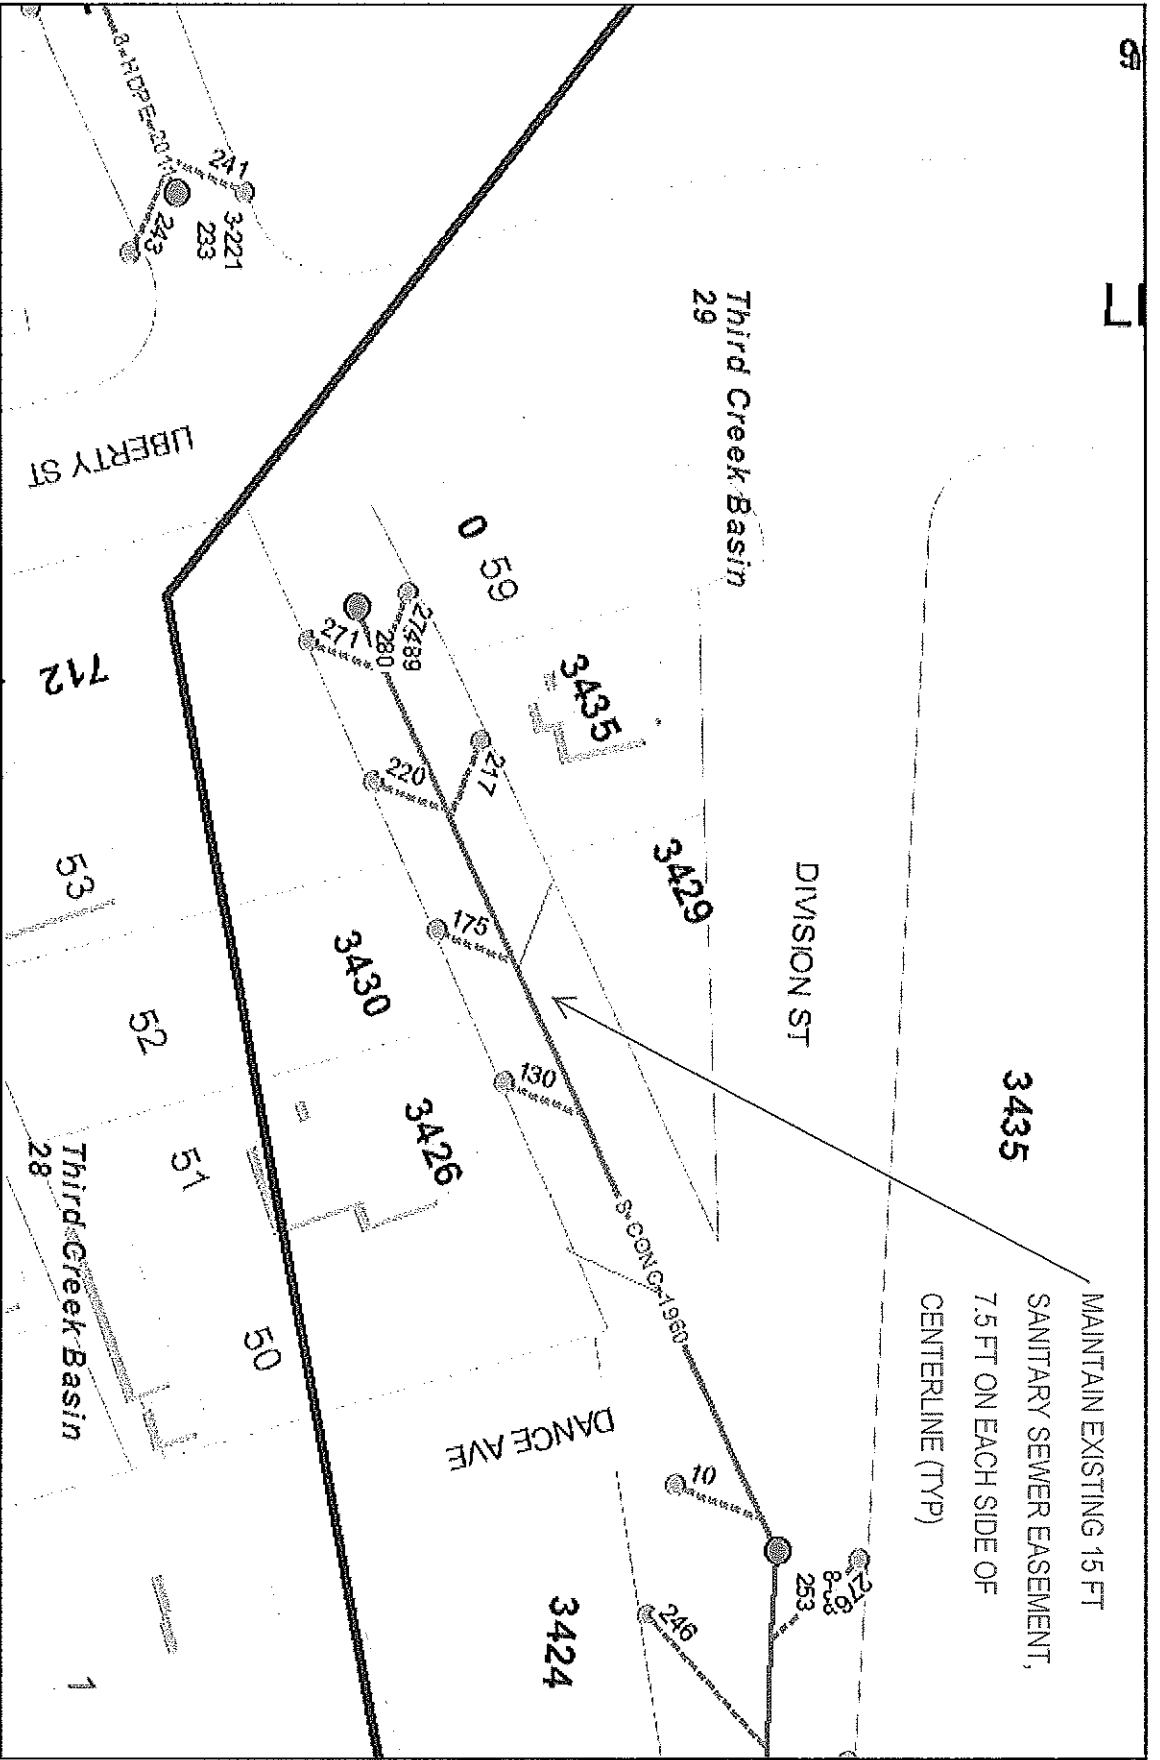 MAINTAIN EXISTING 15 FT
SANITARY SEWER EASEMENT,
7.5 FT ON EACH SIDE OF
CENTERLINE (TYP)
3435
DIVISION ST
Third Creek Basin
29
0 59
3435
3429
241
3-221
233
243
LIBERTY ST
271
280
217
220
175
130
3430
3426
8-CONC-1960
712
53
52
51
50
Third Creek Basin
28
DANCE AVE
10
253
246
3424
1